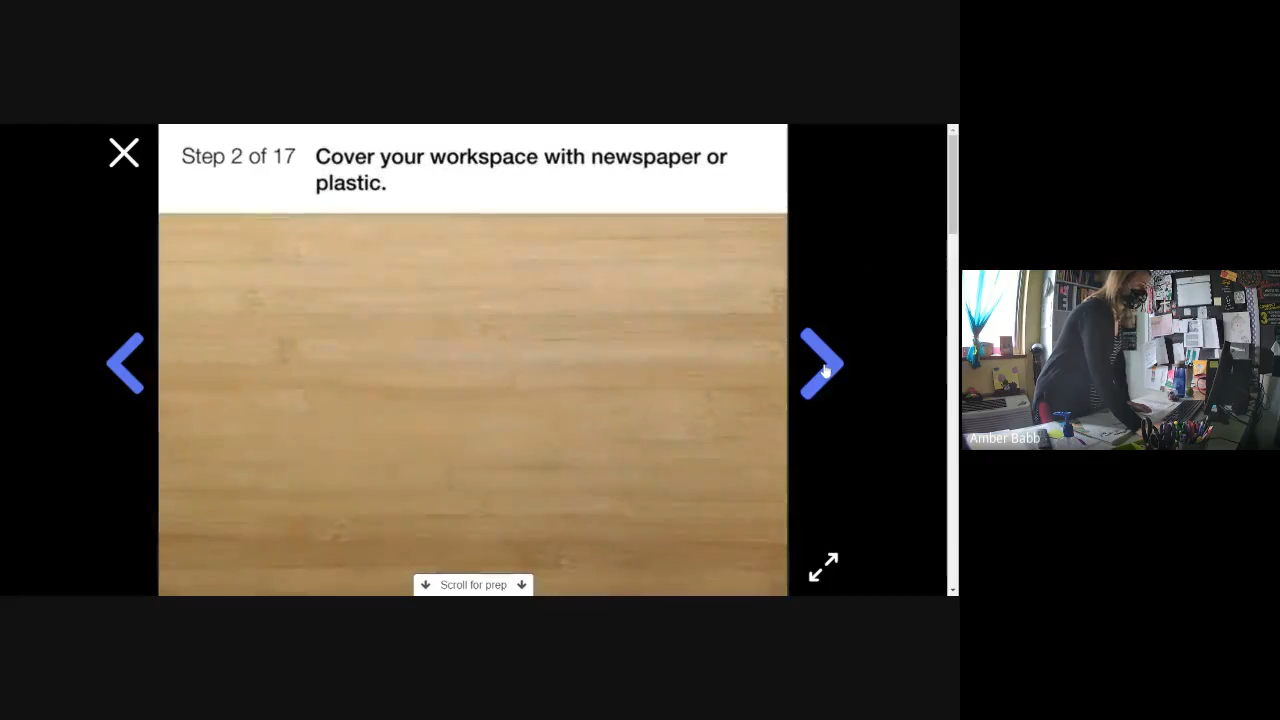 Step 2 of 17
Cover your workspace with newspaper or
plastic.
Scroll for prep
Amber Babb